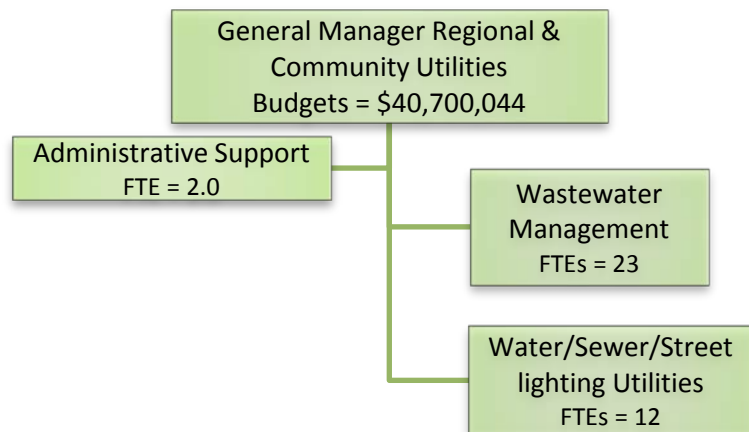 General Manager Regional &
Community Utilities
Budgets = $40,700,044
Administrative Support
FTE = 2.0
Wastewater
Management
FTEs = 23
Water/Sewer/Street
lighting Utilities
FTEs = 12